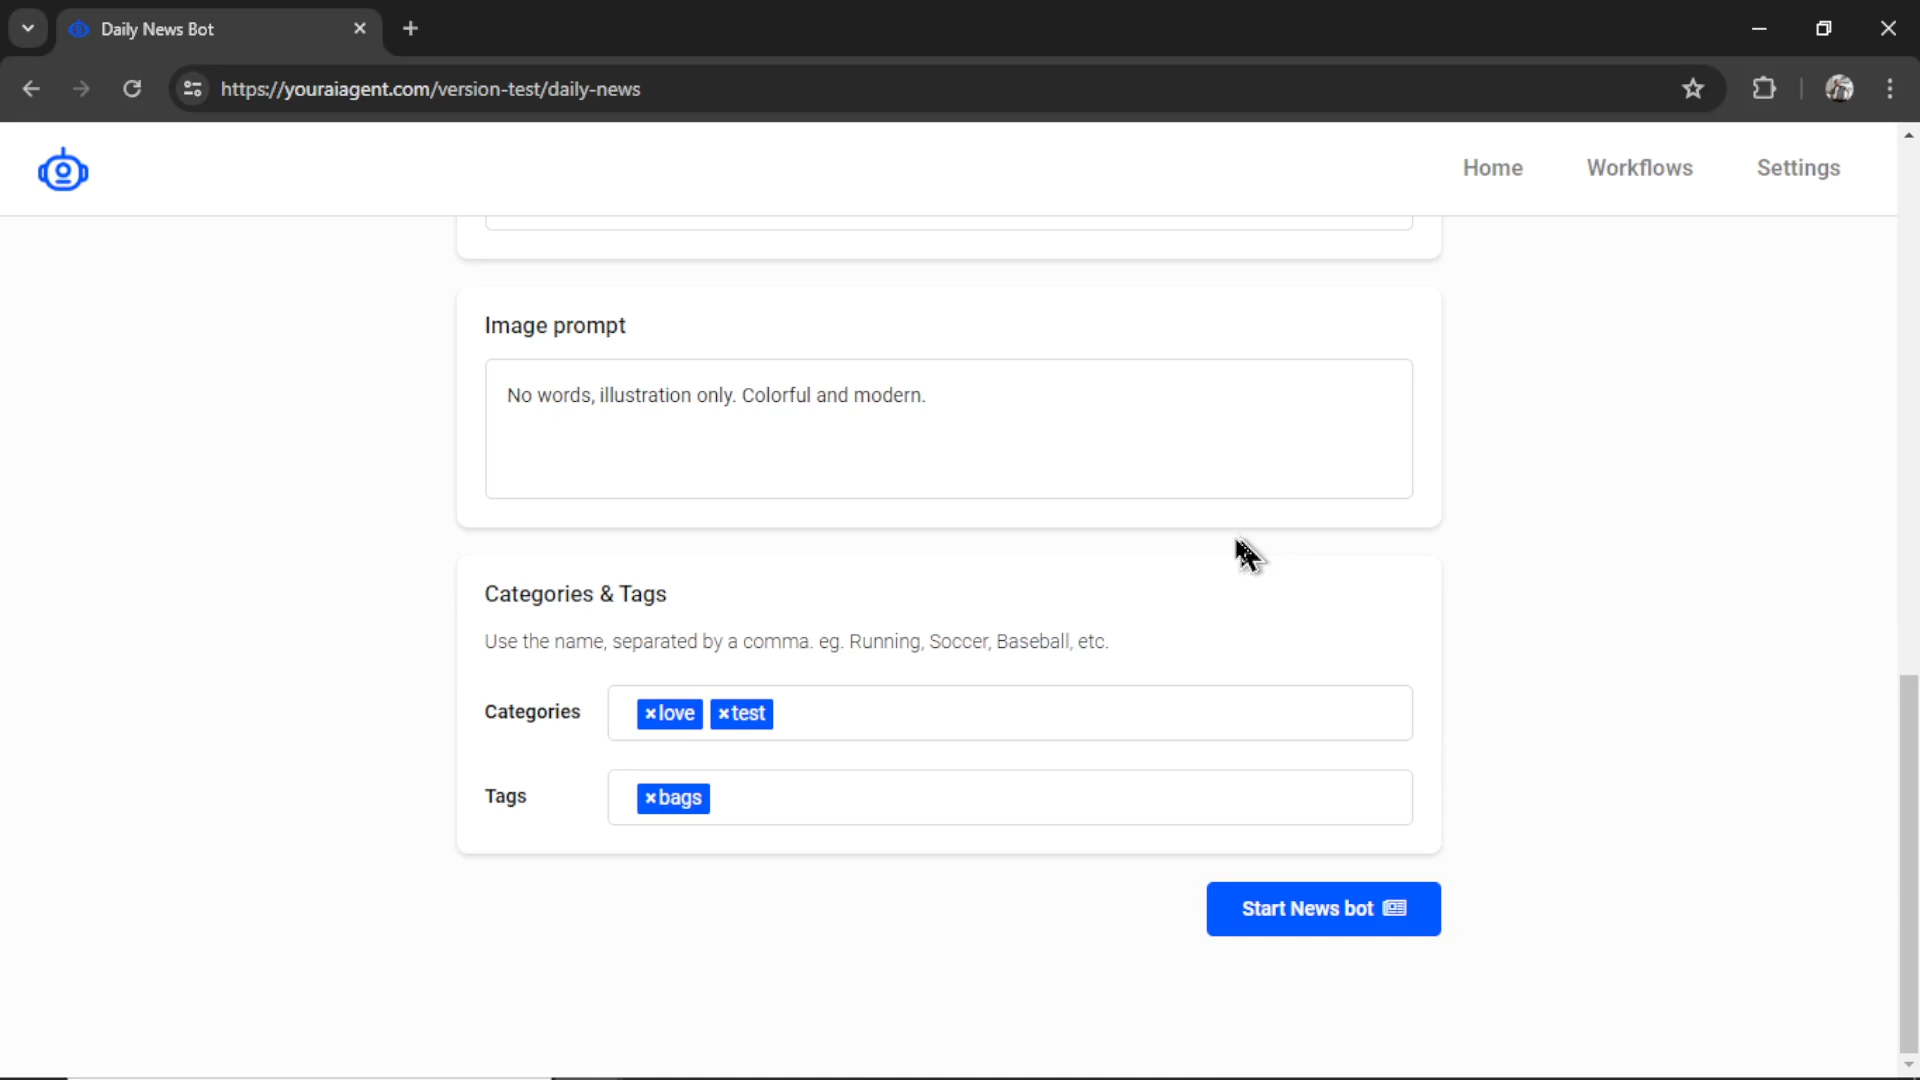 Daily News Bot
https://youraiagent.com/version-test/daily-news
Home Workflows Settings
Image prompt
No words, illustration only. Colorful and modern.
Categories & Tags
Use the name, separated by a comma. eg. Running, Soccer, Baseball, etc.
Categories ×love ×test
Tags ×bags
Start News bot